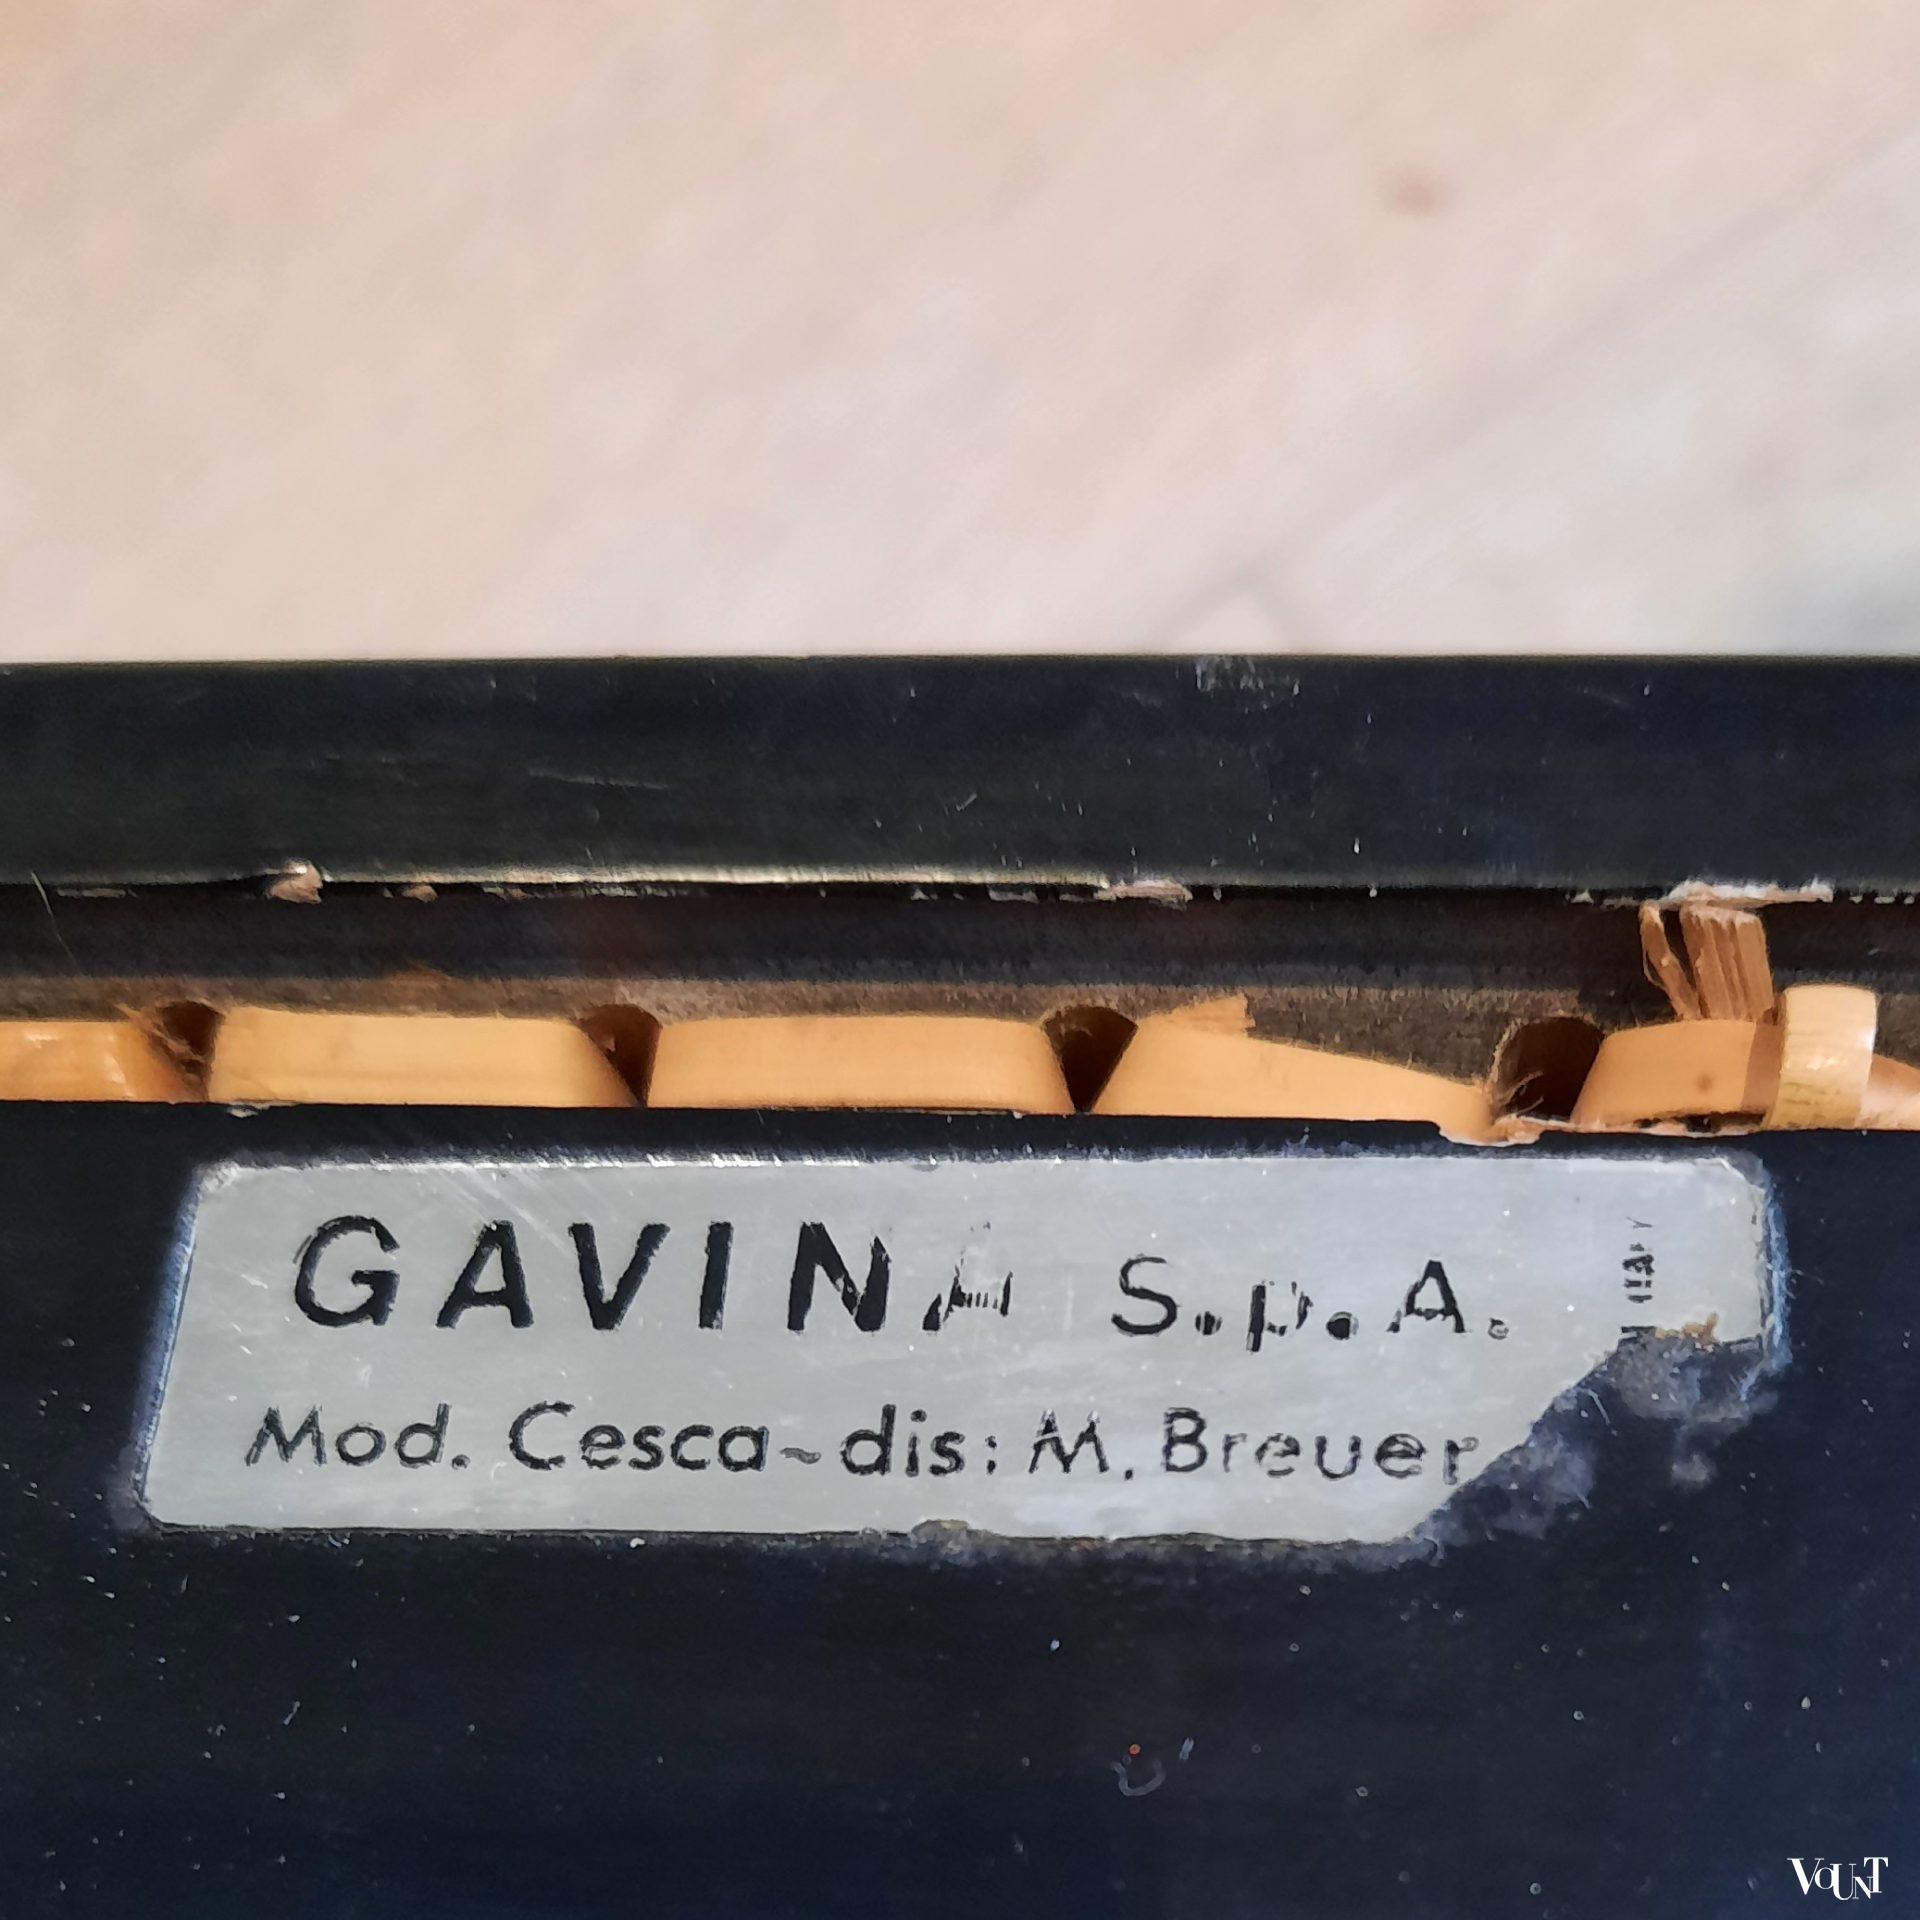 GAVINA S.p.A.
Mod. Cesca-dis: M. Breuer
VOUNT